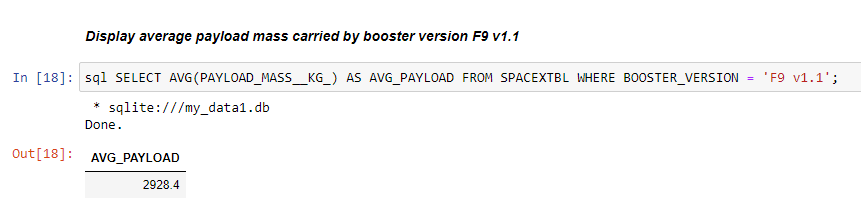 Display average payload mass carried by booster version F9 v1.1
In [18]: sql SELECT AVG(PAYLOAD_MASS__KG_) AS AVG_PAYLOAD FROM SPACEXTBL WHERE BOOSTER_VERSION = 'F9 v1.1';
* sqlite:///my_data1.db
Done.
Out[18]: AVG_PAYLOAD
2928.4